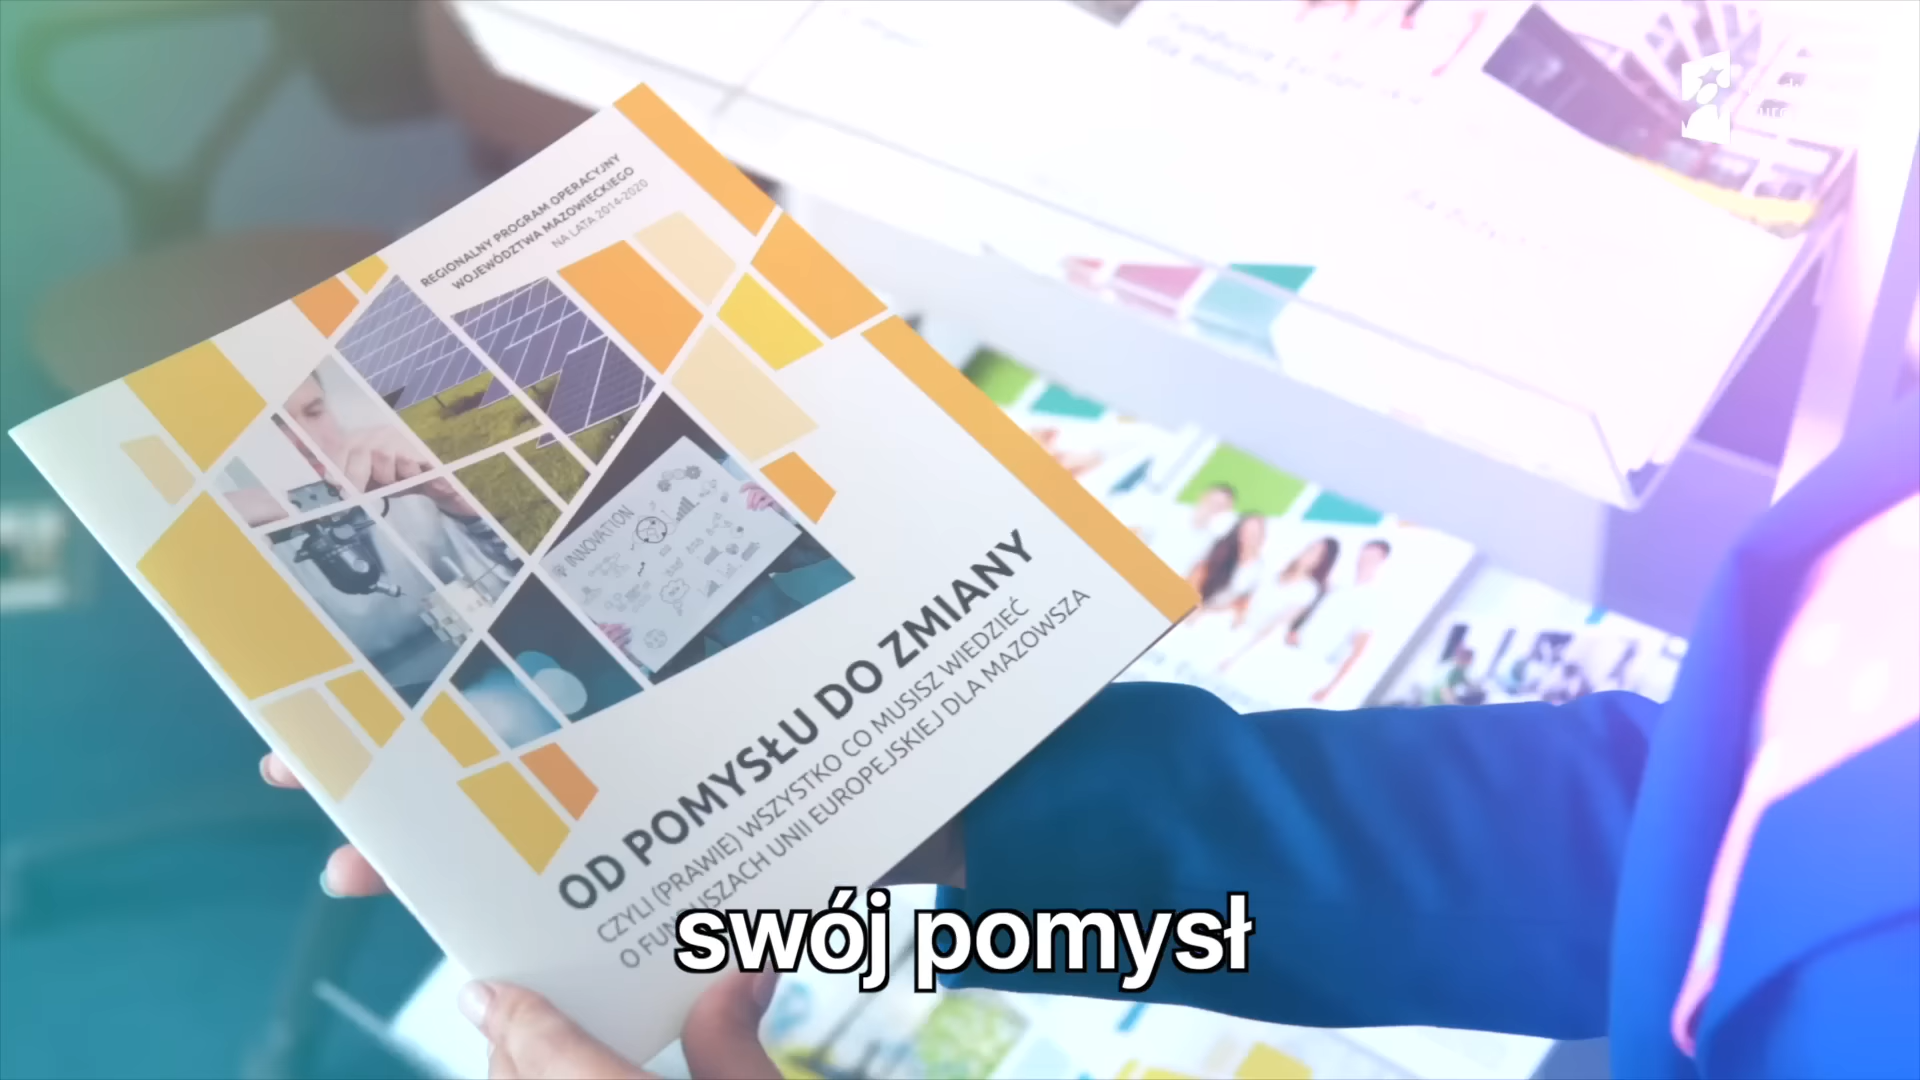 REGIONALNY PROGRAM OPERACYJNY
WOJEWÓDZTWA MAZOWIECKIEGO
NA LATA 2014-2020
INNOVATION
OD POMYSŁU DO ZMIANY
CZYLI (PRAWIE) WSZYSTKO CO MUSISZ WIEDZIEĆ
O FUNDUSZACH UNII EUROPEJSKIEJ DLA MAZOWSZA
swój pomysł